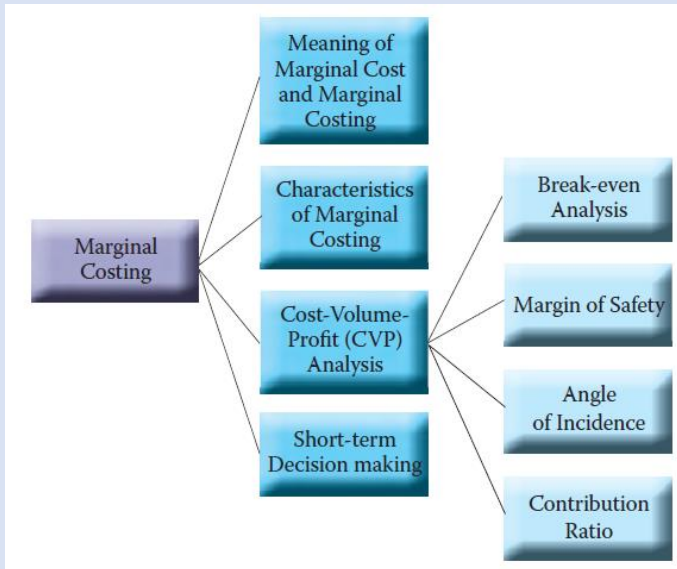 Marginal
Costing
Meaning of
Marginal Cost
and Marginal
Costing
Characteristics
of Marginal
Costing
Cost-Volume-
Profit (CVP)
Analysis
Short-term
Decision making
Break-even
Analysis
Margin of Safety
Angle
of Incidence
Contribution
Ratio